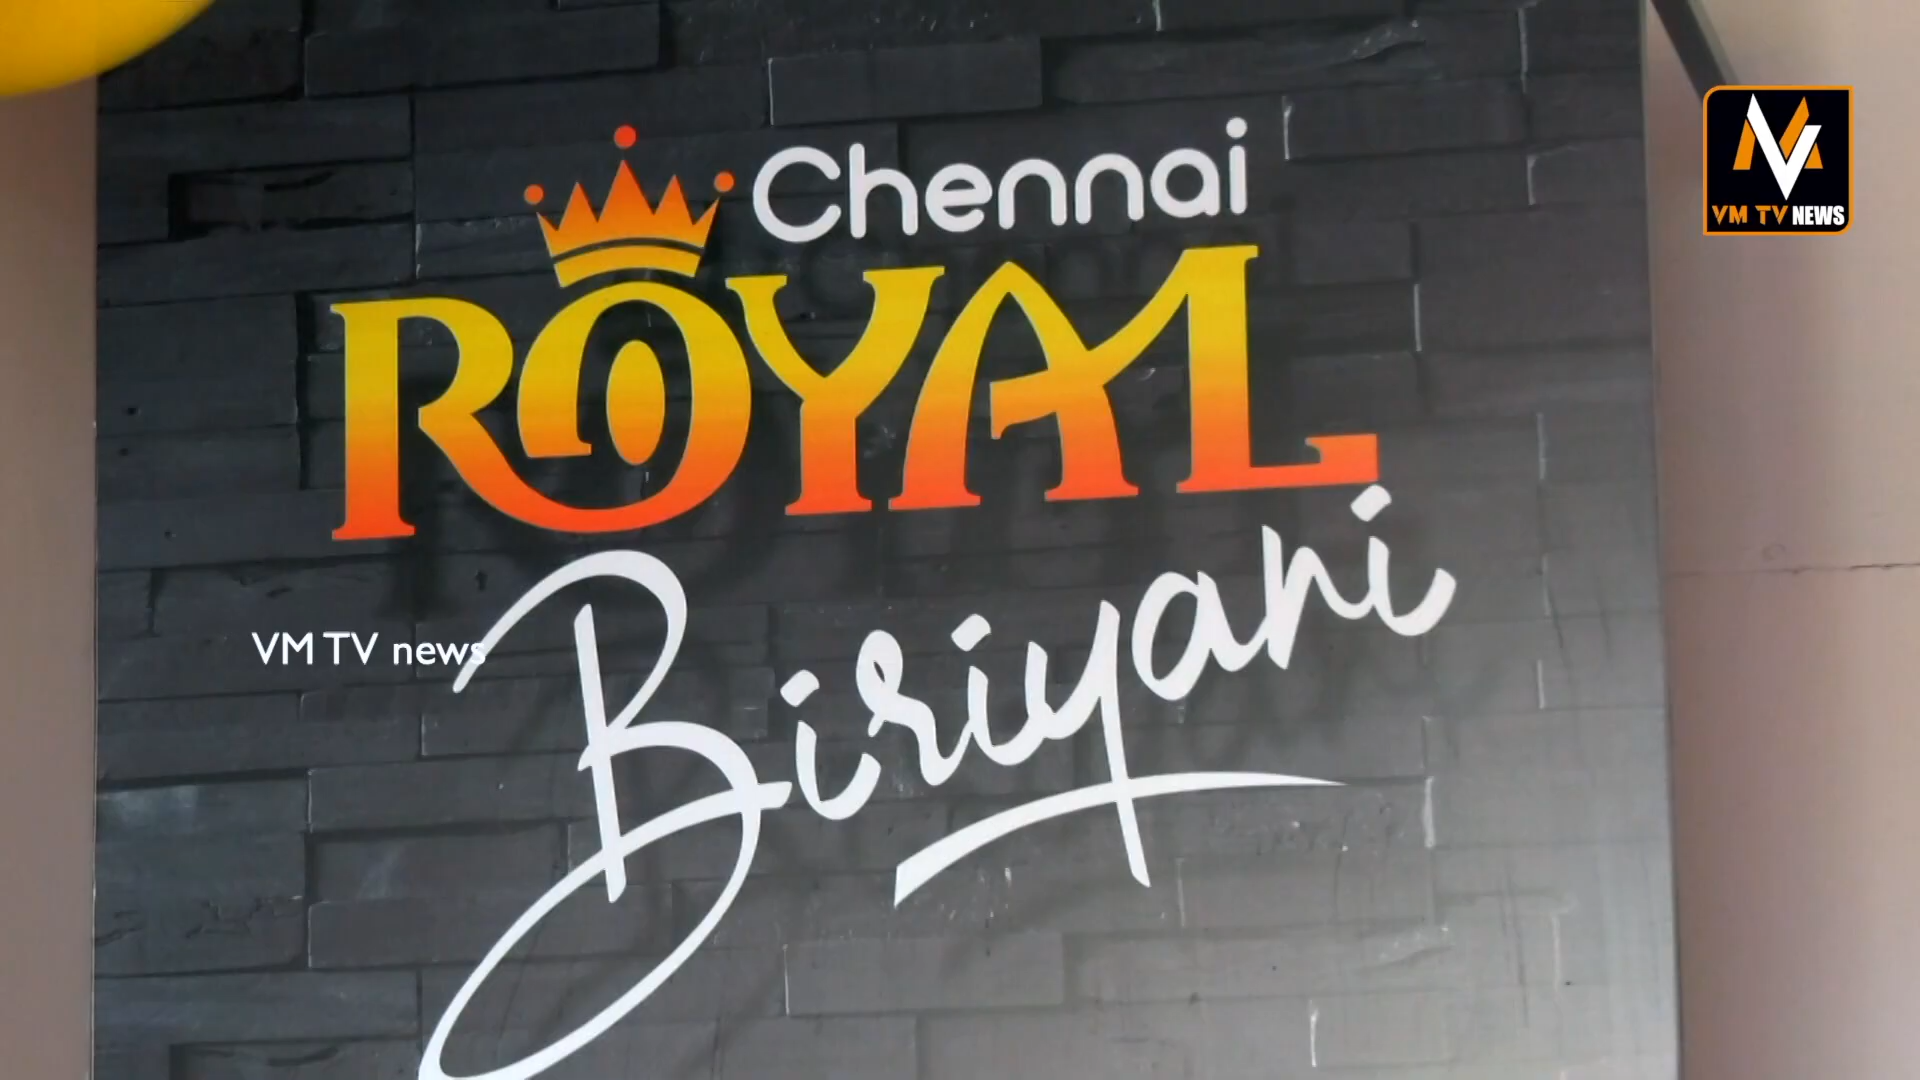 Chennai
ROYAL
Biriyani
VM TV news
VM TV NEWS